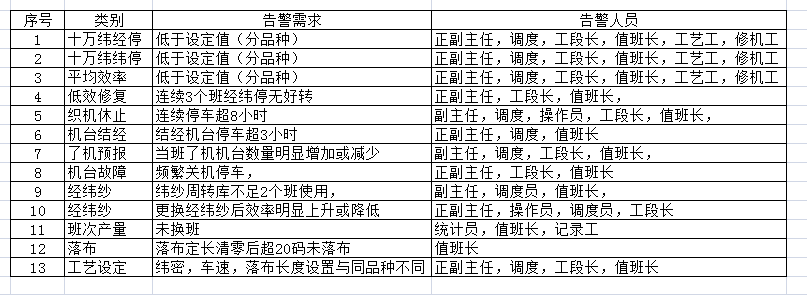 序号 类别 告警需求 告警人员
1 十万纬经停 低于设定值（分品种） 正副主任，调度，工段长，值班长，工艺工，修机工
2 十万纬纬停 低于设定值（分品种） 正副主任，调度，工段长，值班长，工艺工，修机工
3 平均效率 低于设定值（分品种） 正副主任，调度，工段长，值班长，工艺工，修机工
4 低效修复 连续3个班经纬停无好转 正副主任，工段长，值班长，
5 织机休止 连续停车超8小时 副主任，调度，操作员，工段长，值班长，
6 机台结经 结经机台停车超3小时 正副主任，调度，值班长
7 了机预报 当班了机机台数量明显增加或减少 副主任，调度，工段长，值班长，
8 机台故障 频繁关机停车， 正副主任，工段长，值班长
9 经纬纱 纬纱周转库不足2个班使用， 副主任，调度员，值班长，
10 经纬纱 更换经纬纱后效率明显上升或降低 正副主任，操作员，调度员，工段长
11 班次产量 未换班 统计员，值班长，记录工
12 落布 落布定长清零后超20码未落布 值班长
13 工艺设定 纬密，车速，落布长度设置与同品种不同 正副主任，调度，工段长，值班长